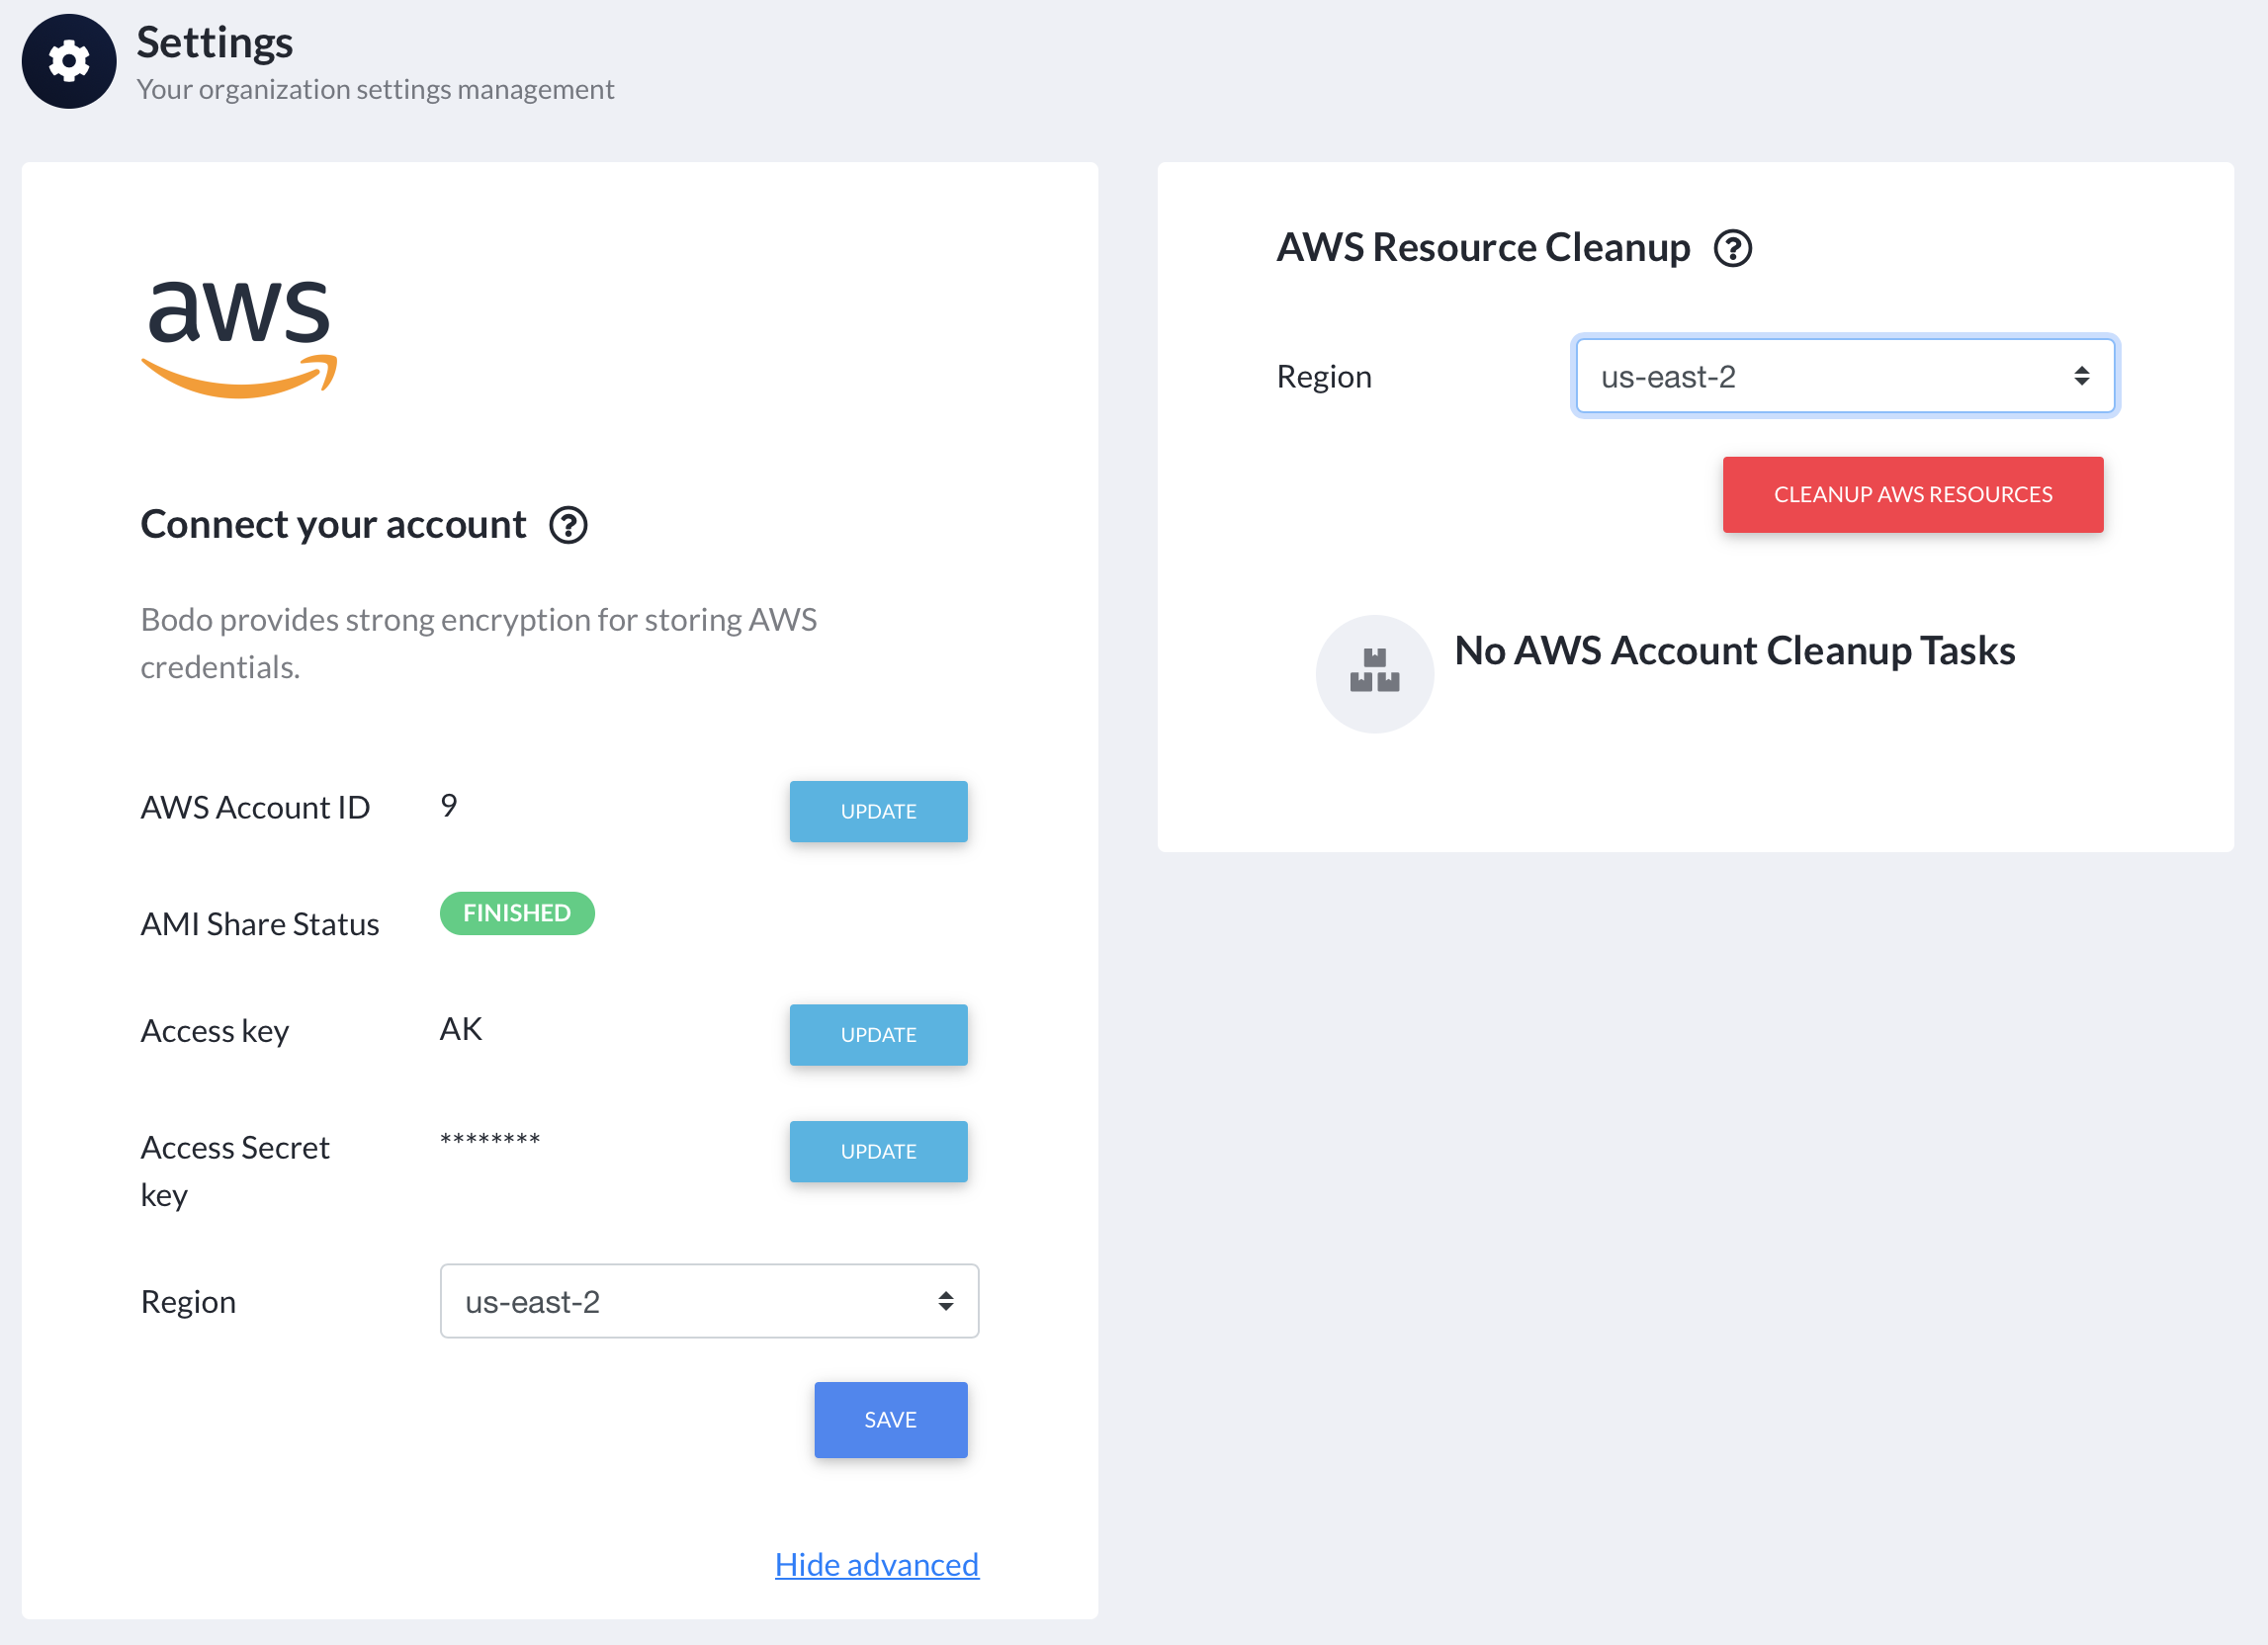 Settings
Your organization settings management
aws
Connect your account ?
Bodo provides strong encryption for storing AWS
credentials.
AWS Account ID 9 UPDATE
AMI Share Status FINISHED
Access key AK UPDATE
Access Secret ******** UPDATE
key
Region us-east-2
SAVE
Hide advanced
AWS Resource Cleanup ?
Region us-east-2
CLEANUP AWS RESOURCES
No AWS Account Cleanup Tasks